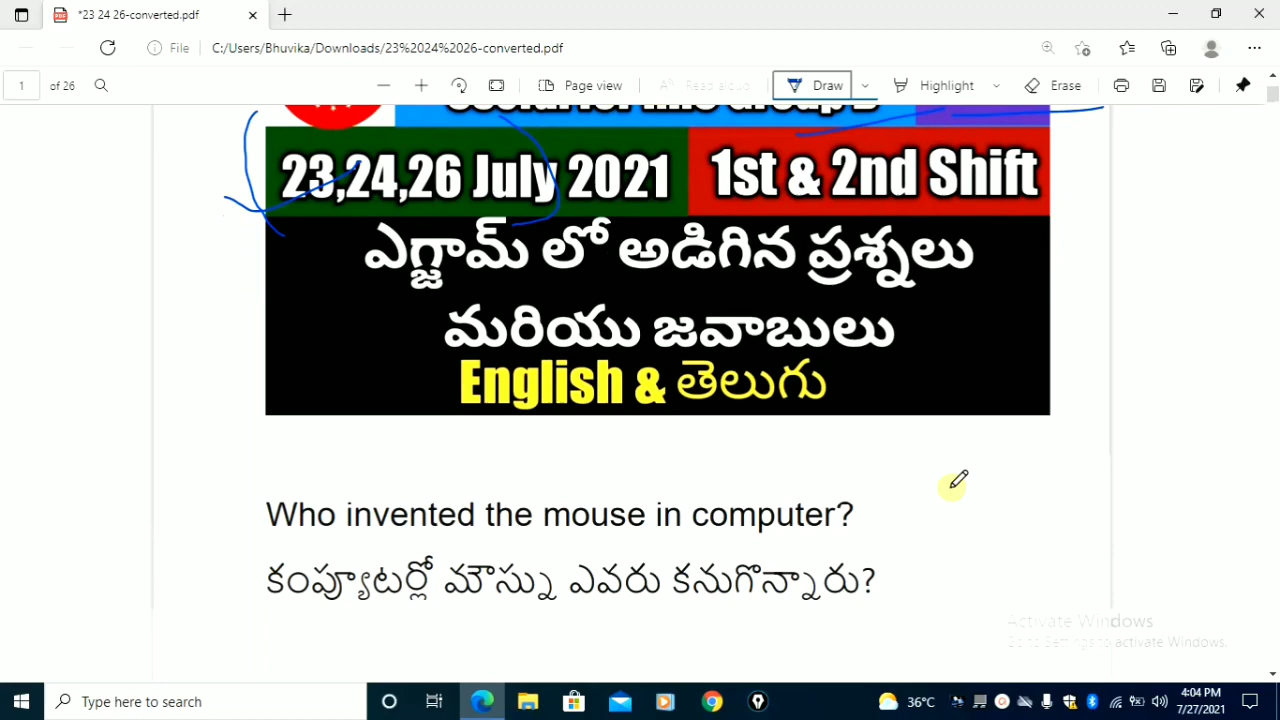 *23 24 26-converted.pdf
File C:/Users/Bhuvika/Downloads/23%2024%2026-converted.pdf
1 of 26 Page view Read aloud Draw Highlight Erase
23,24,26 July 2021 1st & 2nd Shift
ఎగ్జామ్ లో అడిగిన ప్రశ్నలు
మరియు జవాబులు
English & తెలుగు
Who invented the mouse in computer?
కంప్యూటర్లో మౌస్ను ఎవరు కనుగొన్నారు?
Activate Windows
Go to Settings to activate Windows.
Type here to search 36°C 4:04 PM
7/27/2021